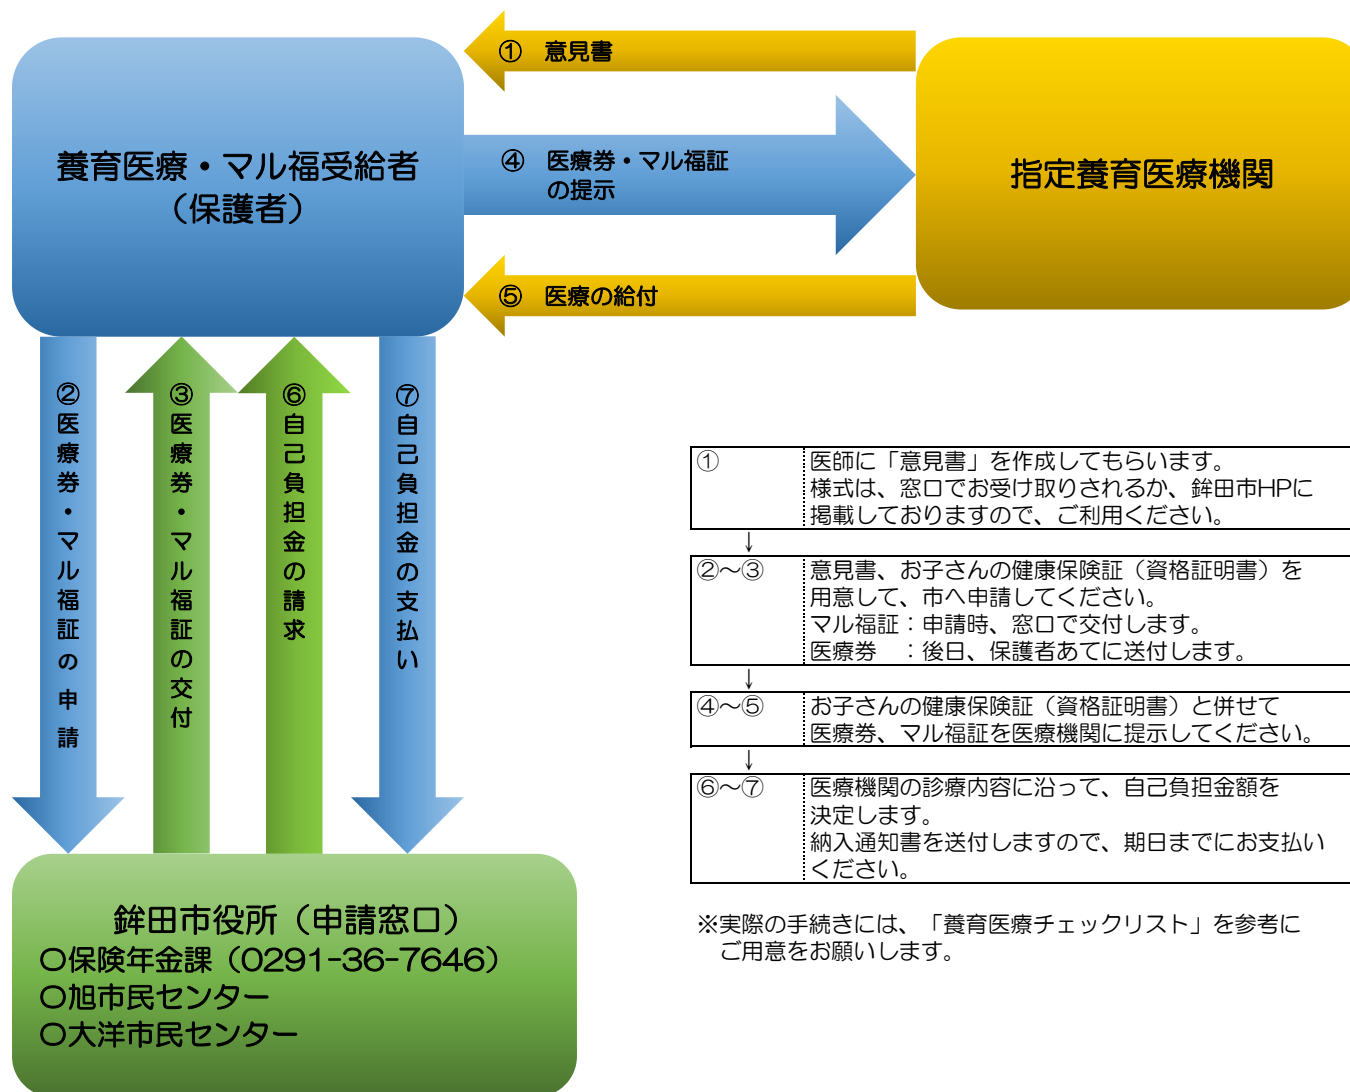 ① 意見書
養育医療・マル福受給者
（保護者）
④ 医療券・マル福証
の提示
指定養育医療機関
⑤ 医療の給付
②医療券・マル福証の申請
③医療券・マル福証の交付
⑥自己負担金の請求
⑦自己負担金の支払い
① 医師に「意見書」を作成してもらいます。
様式は、窓口でお受け取りされるか、鉾田市HPに
掲載しておりますので、ご利用ください。
↓
②～③ 意見書、お子さんの健康保険証（資格証明書）を
用意して、市へ申請してください。
マル福証：申請時、窓口で交付します。
医療券　：後日、保護者あてに送付します。
↓
④～⑤ お子さんの健康保険証（資格証明書）と併せて
医療券、マル福証を医療機関に提示してください。
↓
⑥～⑦ 医療機関の診療内容に沿って、自己負担金額を
決定します。
納入通知書を送付しますので、期日までにお支払い
ください。
※実際の手続きには、「養育医療チェックリスト」を参考に
ご用意をお願いします。
鉾田市役所（申請窓口）
○保険年金課（0291-36-7646）
○旭市民センター
○大洋市民センター